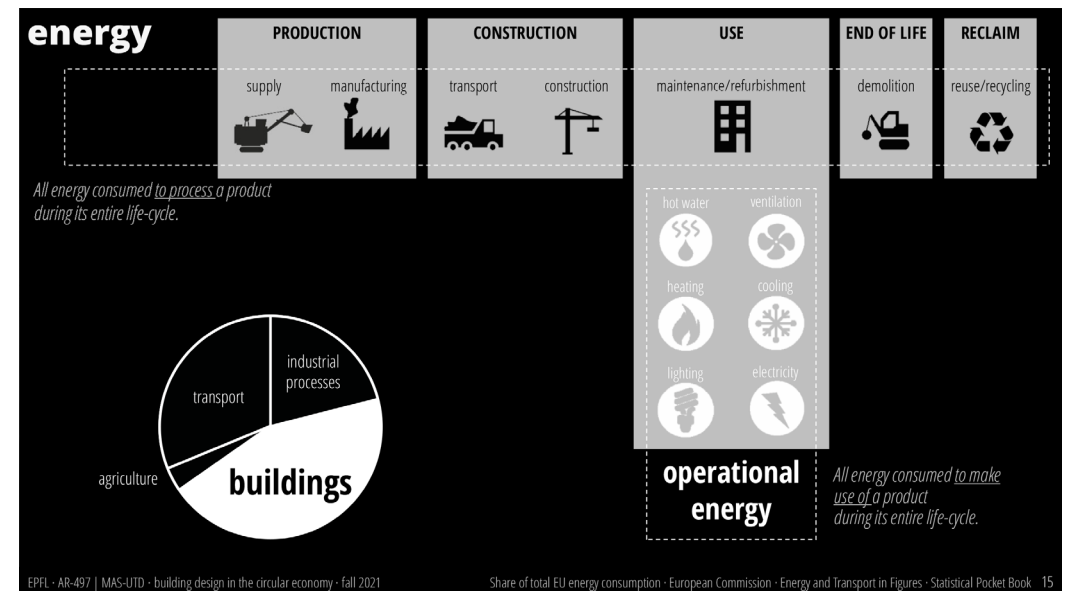 energy
PRODUCTION
CONSTRUCTION
USE
END OF LIFE
RECLAIM
supply
manufacturing
transport
construction
maintenance/refurbishment
demolition
reuse/recycling
All energy consumed to process a product
during its entire life-cycle.
hot water
ventilation
heating
cooling
lighting
electricity
industrial
processes
transport
agriculture
buildings
operational
energy
All energy consumed to make
use of a product
during its entire life-cycle.
EPFL · AR-497 | MAS-UTD · building design in the circular economy · fall 2021
Share of total EU energy consumption · European Commission · Energy and Transport in Figures · Statistical Pocket Book 15